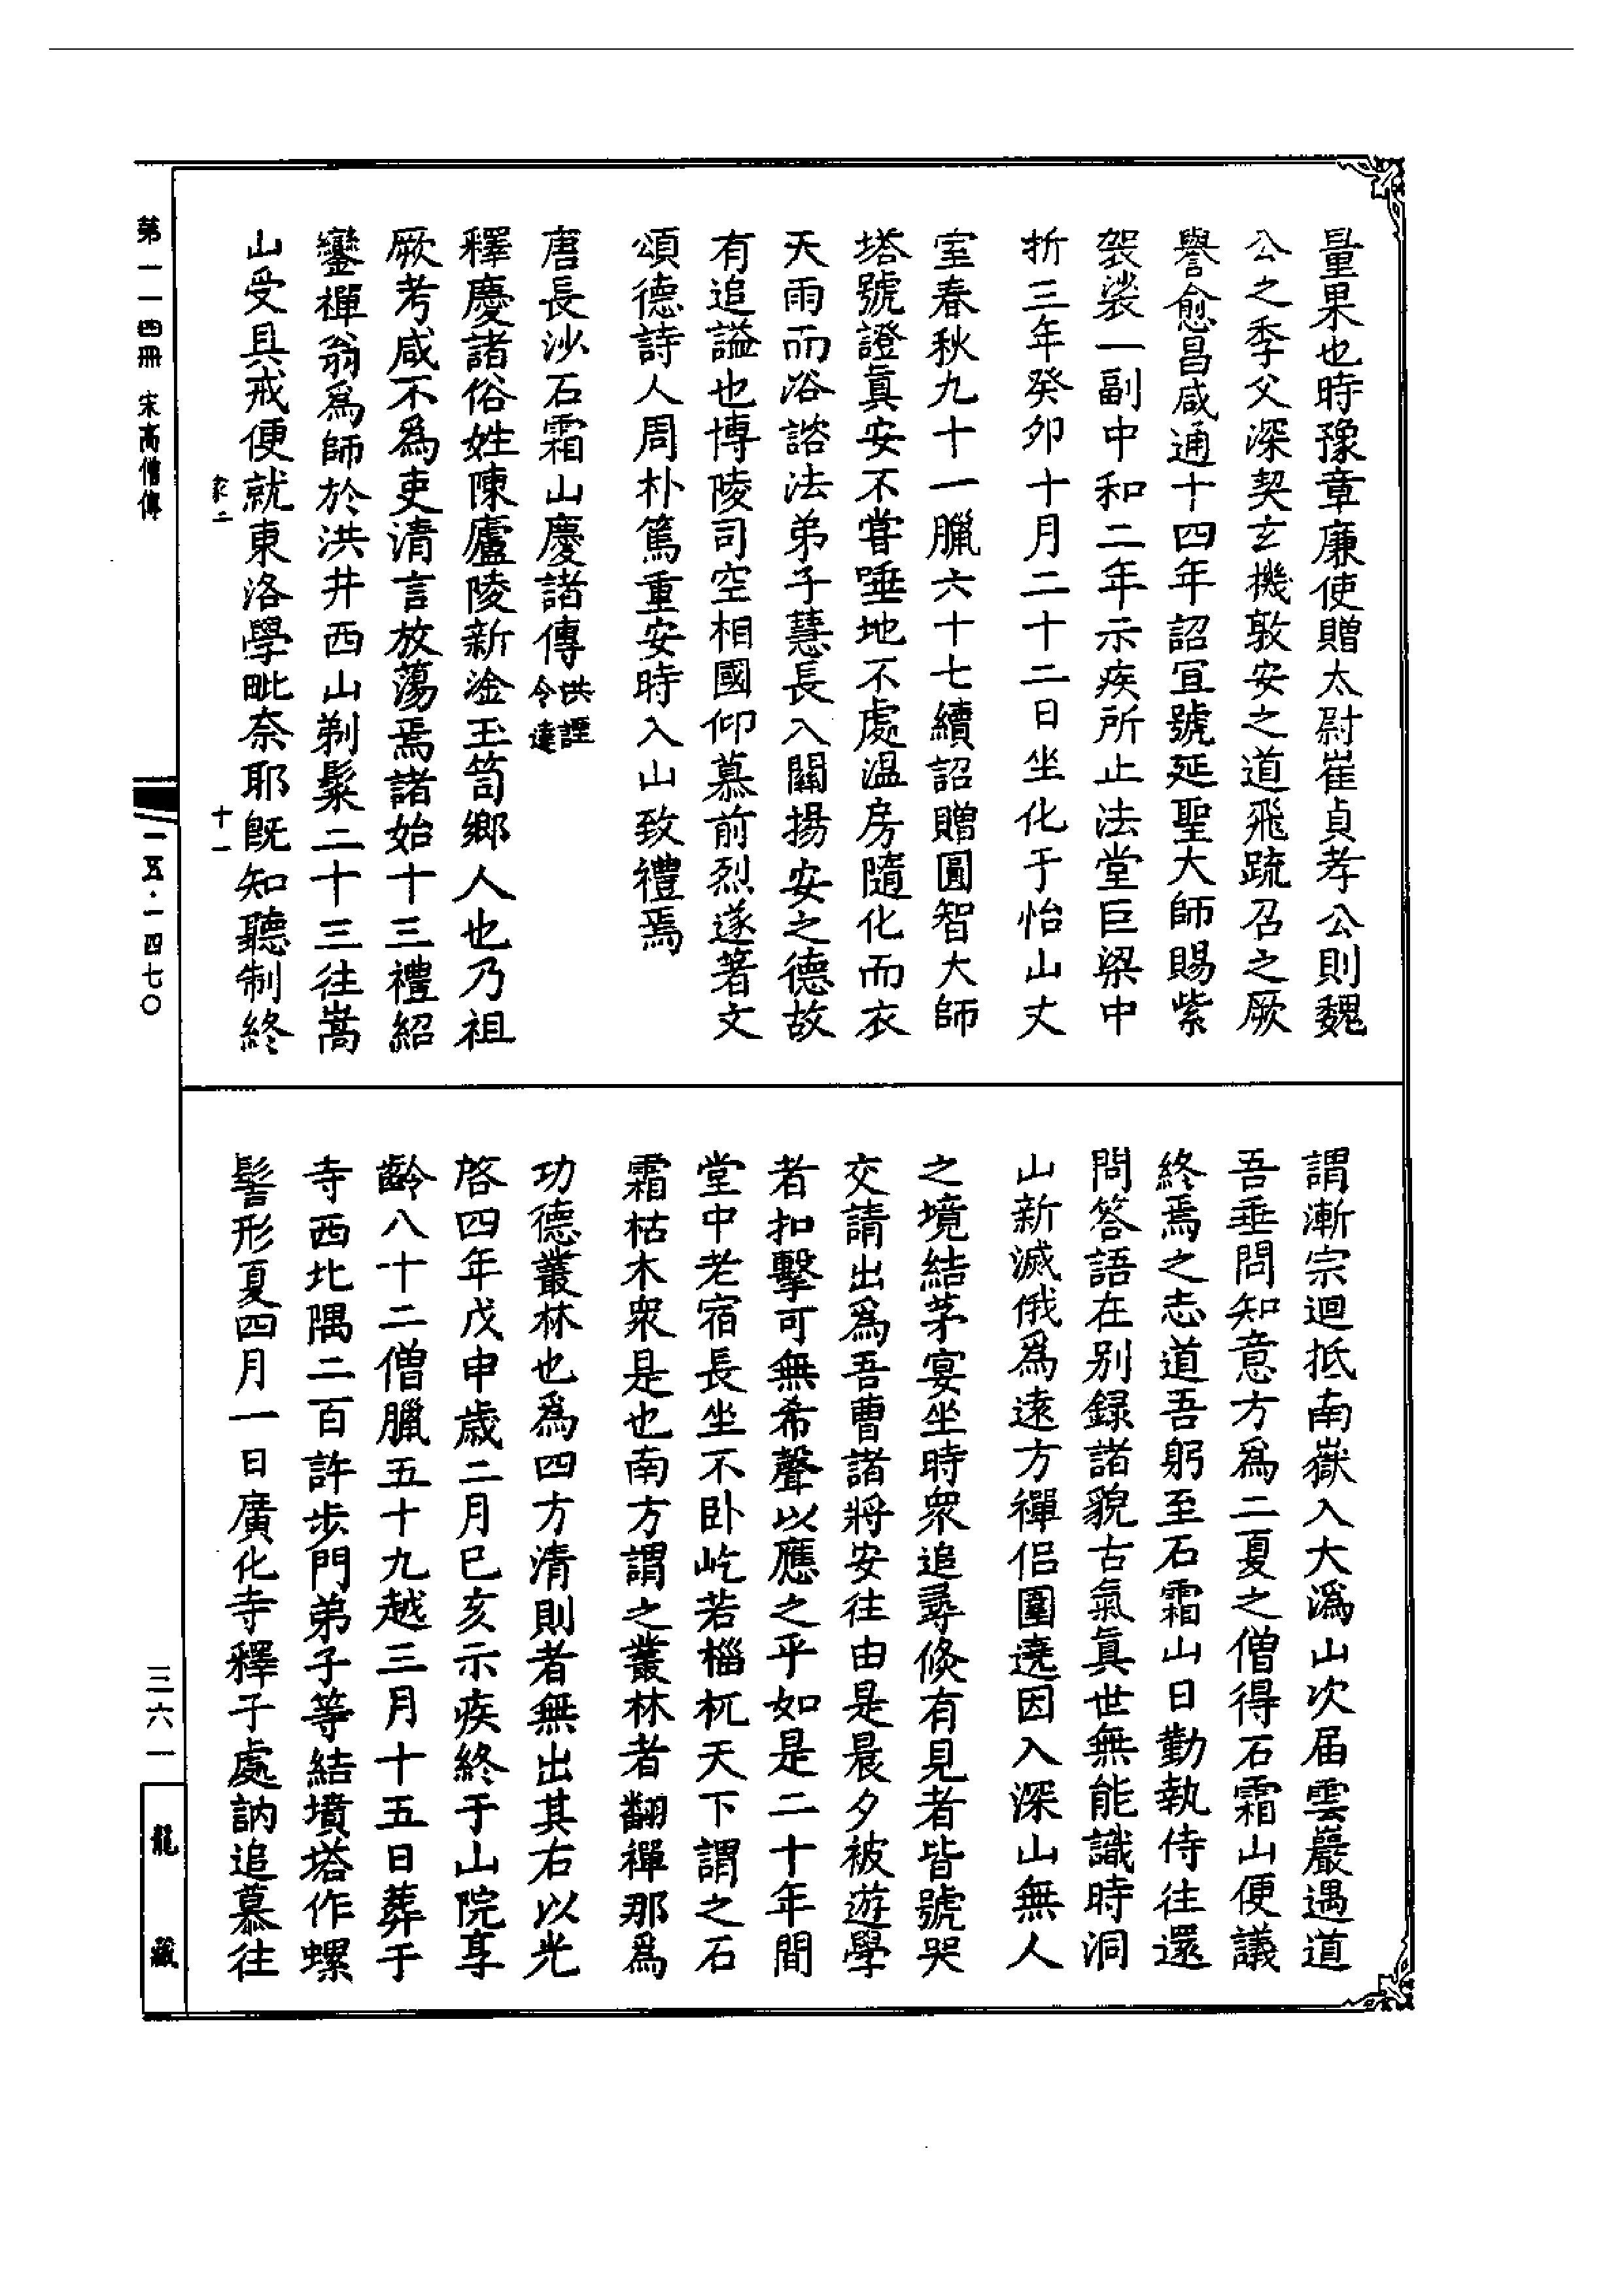 量果也時豫章廉使贈太尉崔貞孝公則魏
公之季父深契玄機敦安之道飛疏召之厥
譽愈昌咸通十四年詔宜號延聖大師賜紫
袈裟一副中和二年示疾所止法堂巨梁中
折三年癸卯十月二十二日坐化于怡山丈
室春秋九十一臘六十七續詔贈圓智大師
塔號證真安不甞唾地不處温房隨化而衣
天雨而浴諮法弟子慧長入關揚安之德故
有追謚也博陵司空相國仰慕前烈遂著文
頌德詩人周朴篤重安時入山致禮焉
唐長沙石霜山慶諸傳洪諲令達
釋慶諸俗姓陳廬陵新淦玉笥鄉人也乃祖
厥考咸不爲吏清言放蕩焉諸始十三禮紹
鑾禪翁爲師於洪井西山剃髮二十三往嵩
山受具戒便就東洛學毗奈耶旣知聽制終
謂漸宗迴抵南嶽入大潙山次届雲巖遇道
吾垂問知意方爲二夏之僧得石霜山便議
終焉之志道吾躬至石霜山日勤執侍往還
問答語在别録諸貌古氣真世無能識時洞
山新滅俄爲遠方禪侣圍遶因入深山無人
之境結茅宴坐時衆追尋倏有見者皆號哭
交請出爲吾曹諸將安往由是晨夕被遊學
者扣擊可無希聲以應之乎如是二十年間
堂中老宿長坐不卧屹若椔杌天下謂之石
霜枯木衆是也南方謂之叢林者翻禪那爲
功德叢林也爲四方清則者無出其右以光
啓四年戊申歲二月己亥示疾終于山院享
齡八十二僧臘五十九越三月十五日葬于
寺西北隅二百許步門弟子等結墳塔作螺
髻形夏四月一日廣化寺釋子處訥追慕往
第一一四冊 宋高僧傳
家二
十一
一五·一四七〇
三六一
龍藏